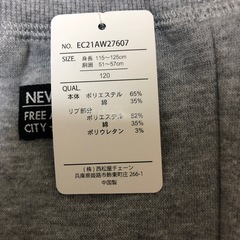 NO. EC21AW27607
SIZE. 身長 115～125cm
胴囲 51～57cm
120
QUAL.
本体 ポリエステル 65%
綿 35%
リブ部分
ポリエステル 62%
綿 35%
ポリウレタン 3%
(株)西松屋チェーン
兵庫県姫路市飾東町庄 266-1
中国製
NEW
FREE A
CITY -